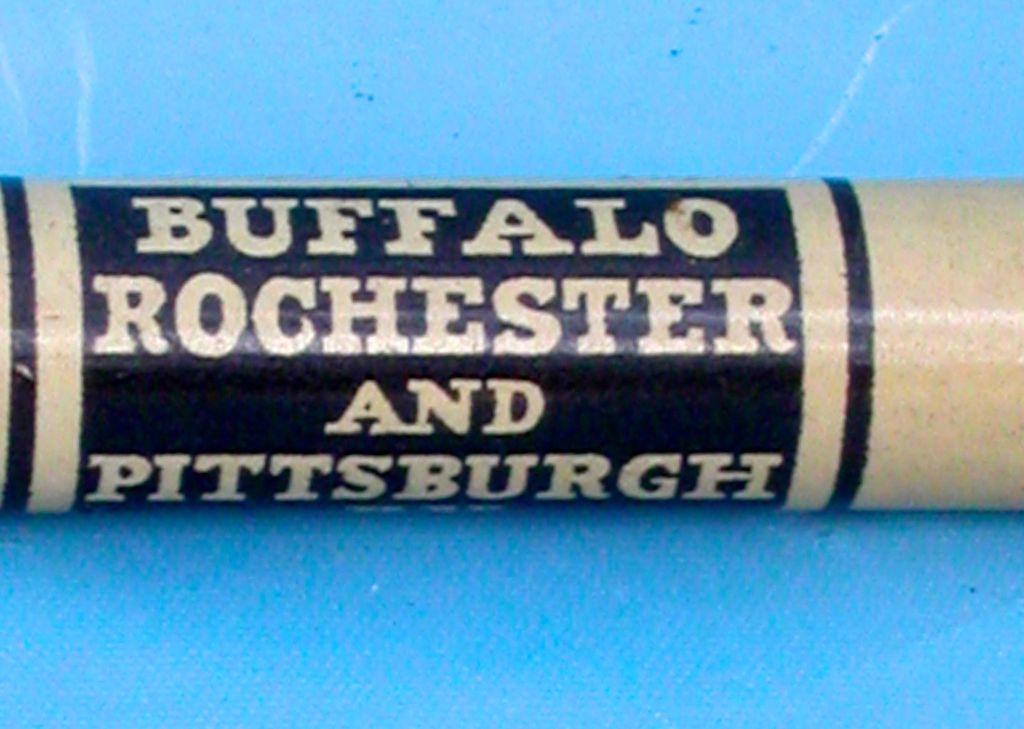 BUFFALO
ROCHESTER
AND
PITTSBURGH